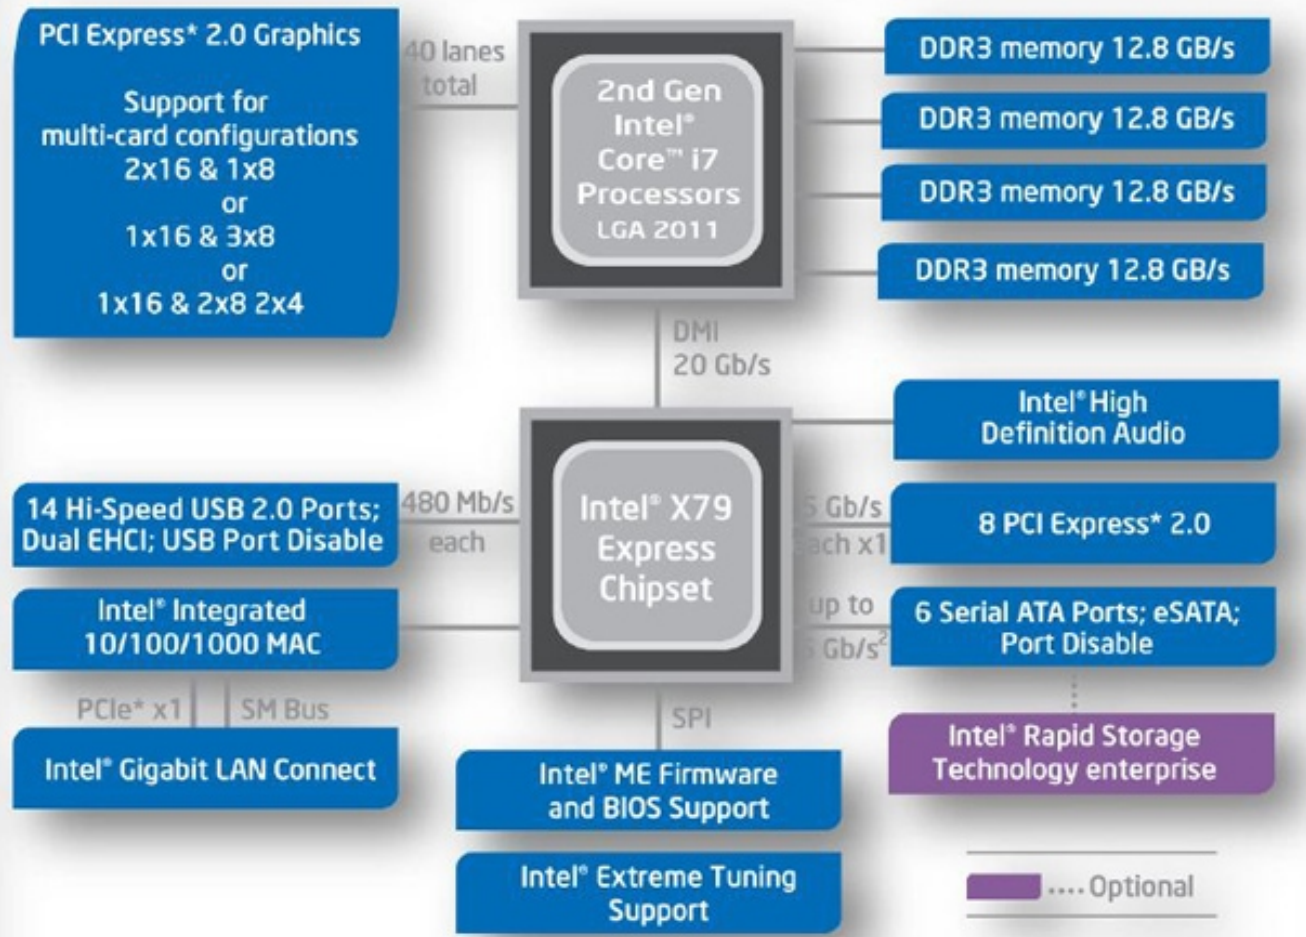 PCI Express* 2.0 Graphics
Support for
multi-card configurations
2x16 & 1x8
or
1x16 & 3x8
or
1x16 & 2x8 2x4
40 lanes
total
2nd Gen
Intel®
Core™ i7
Processors
LGA 2011
DDR3 memory 12.8 GB/s
DDR3 memory 12.8 GB/s
DDR3 memory 12.8 GB/s
DDR3 memory 12.8 GB/s
DMI
20 Gb/s
Intel® High
Definition Audio
14 Hi-Speed USB 2.0 Ports;
Dual EHCI; USB Port Disable
480 Mb/s
each
Intel® X79
Express
Chipset
5 Gb/s
each x1
8 PCI Express* 2.0
Intel® Integrated
10/100/1000 MAC
up to
6 Gb/s²
6 Serial ATA Ports; eSATA;
Port Disable
PCIe* x1
SM Bus
SPI
Intel® Gigabit LAN Connect
Intel® ME Firmware
and BIOS Support
Intel® Rapid Storage
Technology enterprise
Intel® Extreme Tuning
Support
Optional